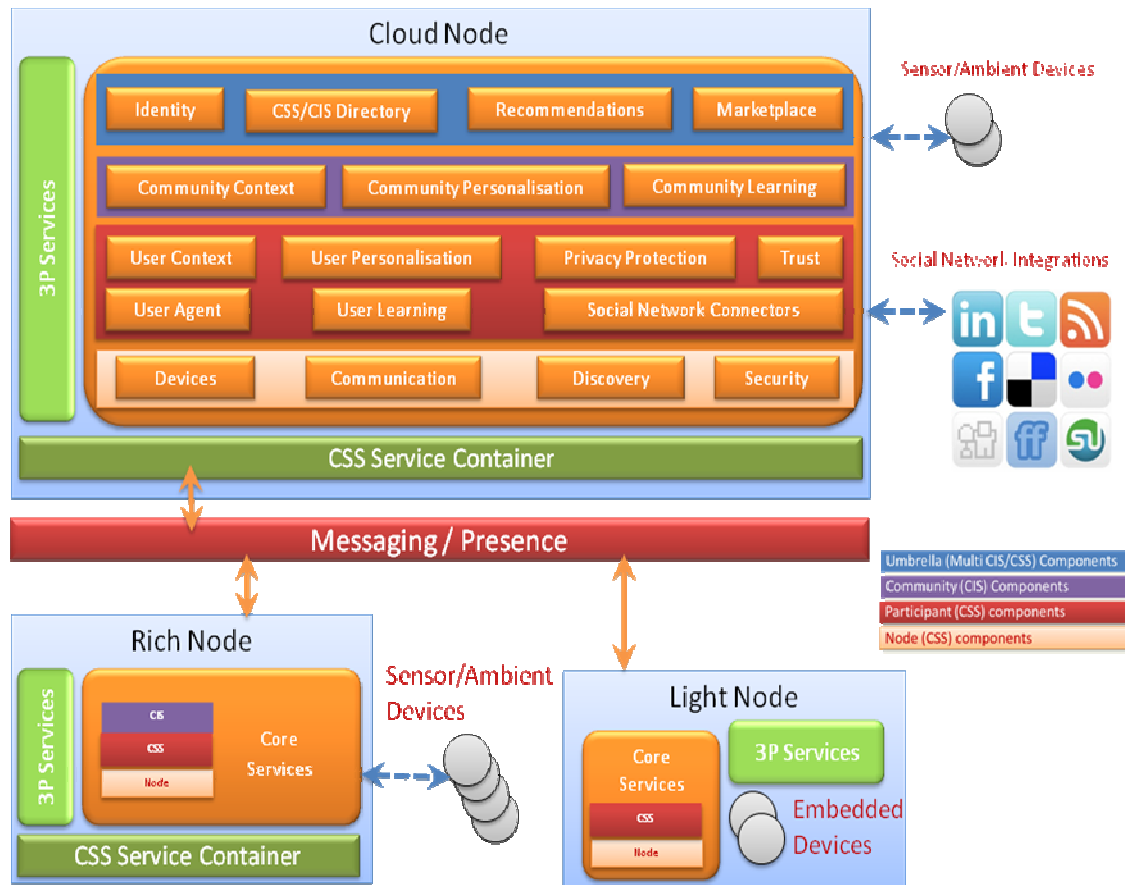 Cloud Node
3P Services
Identity
CSS/CIS Directory
Recommendations
Marketplace
Community Context
Community Personalisation
Community Learning
User Context
User Personalisation
Privacy Protection
Trust
User Agent
User Learning
Social Network Connectors
Devices
Communication
Discovery
Security
CSS Service Container
Sensor/Ambient Devices
Social Network Integrations
in
t
f
ff
Messaging / Presence
Umbrella (Multi CIS/CSS) Components
Community (CIS) Components
Participant (CSS) components
Node (CSS) components
Rich Node
3P Services
CIS
CSS
Node
Core
Services
CSS Service Container
Sensor/Ambient
Devices
Light Node
Core
Services
CSS
Node
3P Services
Embedded
Devices